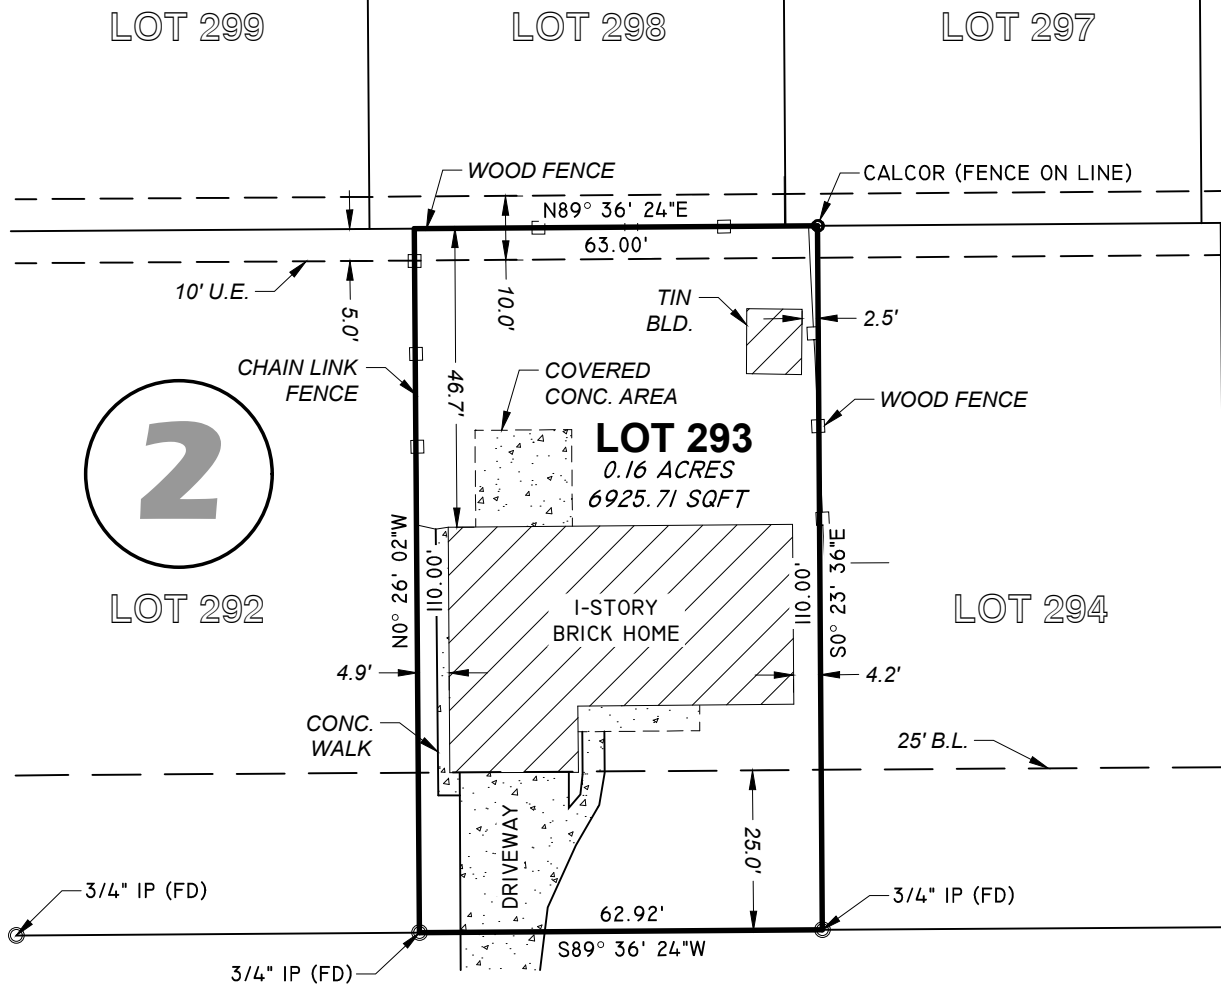 LOT 299
LOT 298
LOT 297
WOOD FENCE
CALCOR (FENCE ON LINE)
N89° 36' 24"E
63.00'
10' U.E.
5.0'
10.0'
TIN
BLD.
2.5'
CHAIN LINK
FENCE
46.7'
COVERED
CONC. AREA
WOOD FENCE
2
LOT 293
0.16 ACRES
6925.71 SQFT
N0° 26' 02"W
110.00'
110.00'
S0° 23' 36"E
LOT 292
1-STORY
BRICK HOME
LOT 294
4.9'
4.2'
CONC.
WALK
25' B.L.
DRIVEWAY
25.0'
3/4" IP (FD)
62.92'
3/4" IP (FD)
S89° 36' 24"W
3/4" IP (FD)